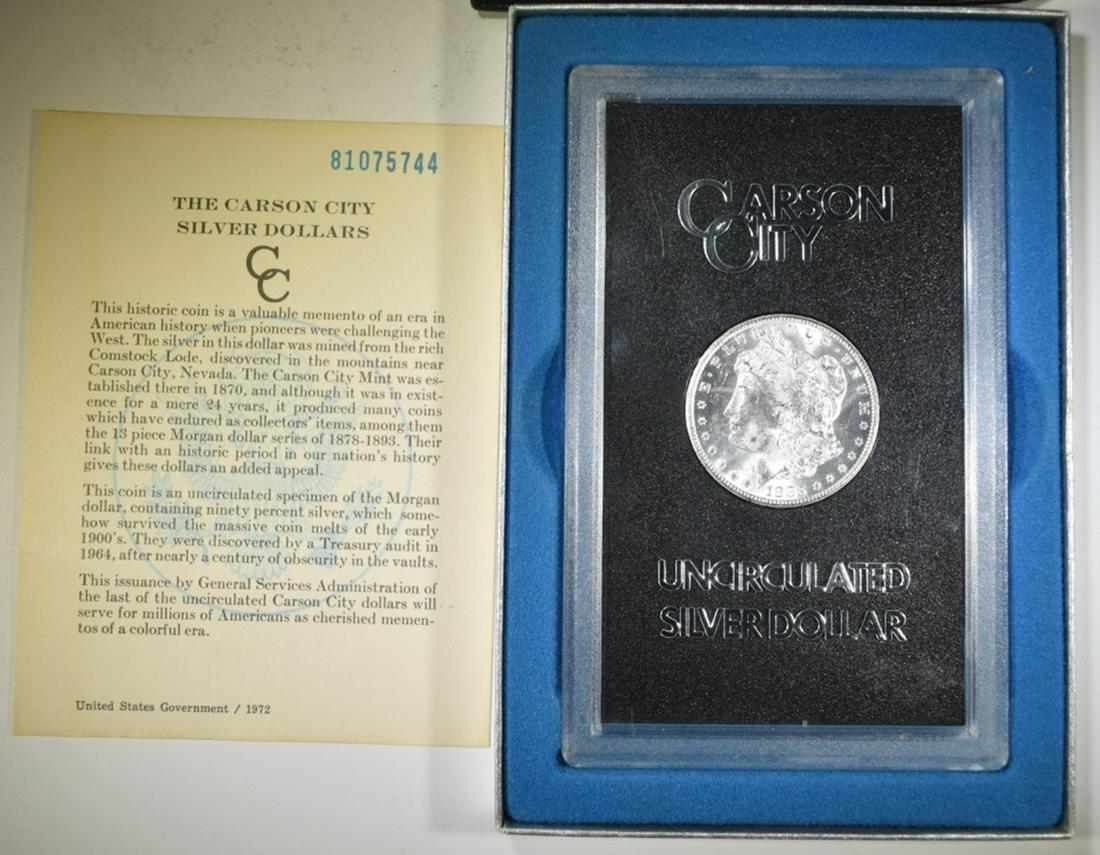 81075744
THE CARSON CITY
SILVER DOLLARS
CC
This historic coin is a valuable memento of an era in
American history when pioneers were challenging the
West. The silver in this dollar was mined from the rich
Comstock Lode, discovered in the mountains near
Carson City, Nevada. The Carson City Mint was es-
tablished there in 1870, and although it was in exist-
ence for a mere 24 years, it produced many coins
which have endured as collectors' items, among them
the 13 piece Morgan dollar series of 1878-1893. Their
link with an historic period in our nation's history
gives these dollars an added appeal.
This coin is an uncirculated specimen of the Morgan
dollar, containing ninety percent silver, which some-
how survived the massive coin melts of the early
1900's. They were discovered by a Treasury audit in
1964, after nearly a century of obscurity in the vaults.
This issuance by General Services Administration of
the last of the uncirculated Carson City dollars will
serve for millions of Americans as cherished memen-
tos of a colorful era.
United States Government / 1972
CARSON
CITY
E·PLURIBUS·UNUM
UNCIRCULATED
SILVER DOLLAR